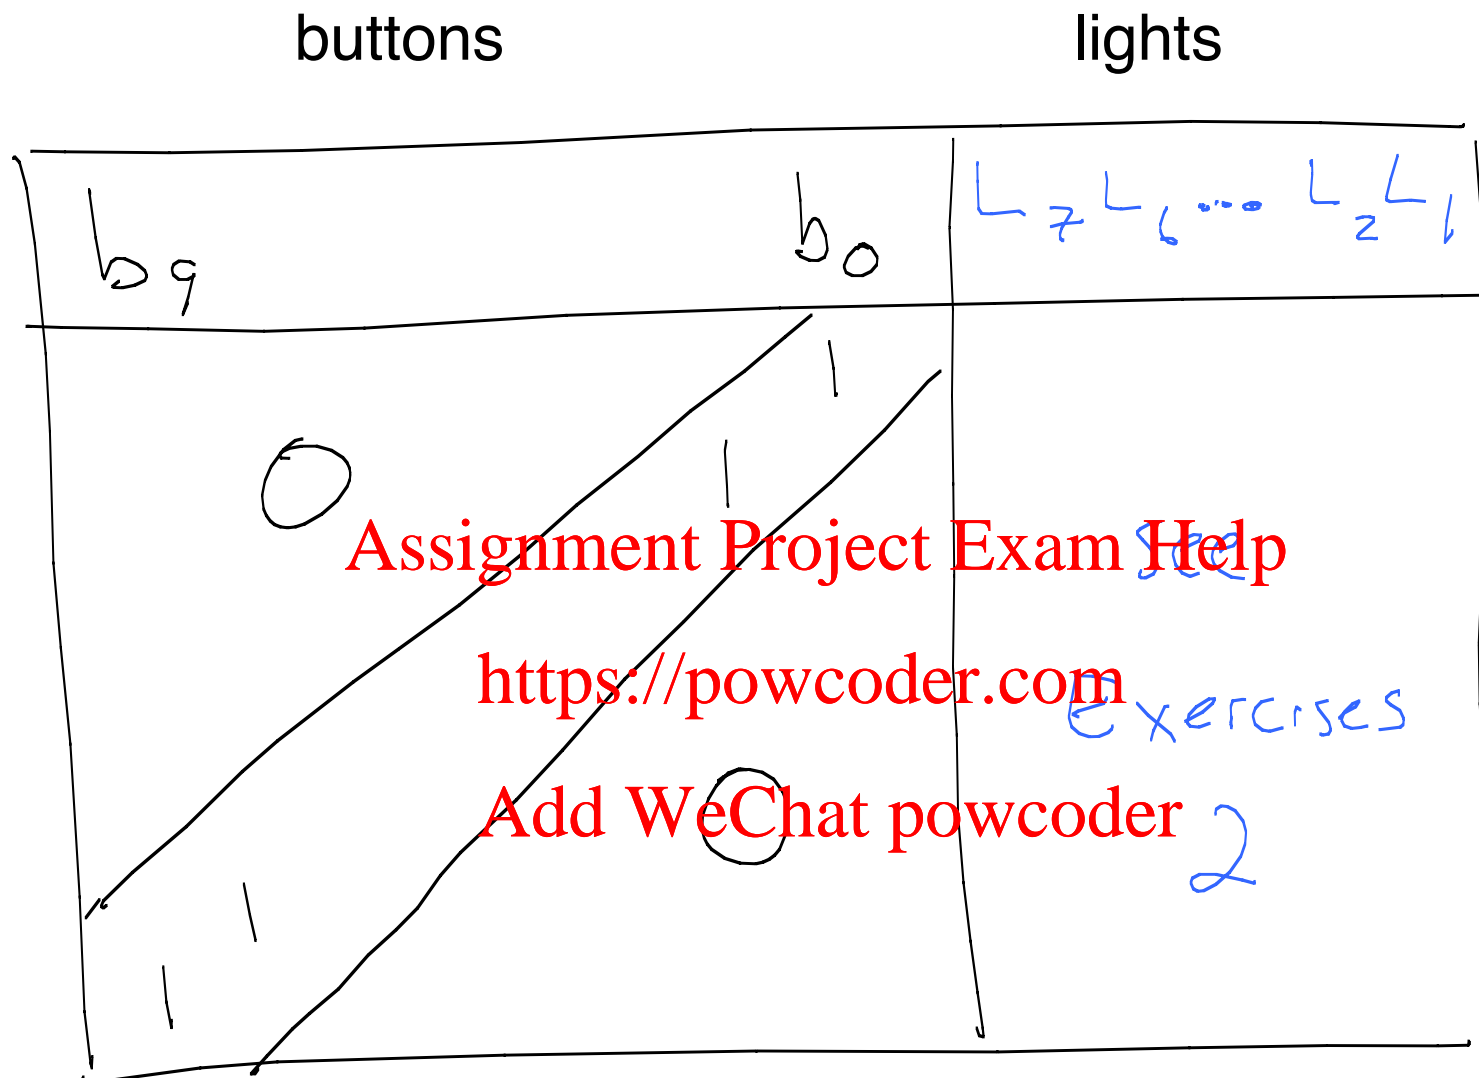 buttons lights
b9 b0 L7 L6 ... L2 L1
1
0
1
Assignment Project Exam Help
see
https://powcoder.com
Exercises
Add WeChat powcoder
0
2
1
1